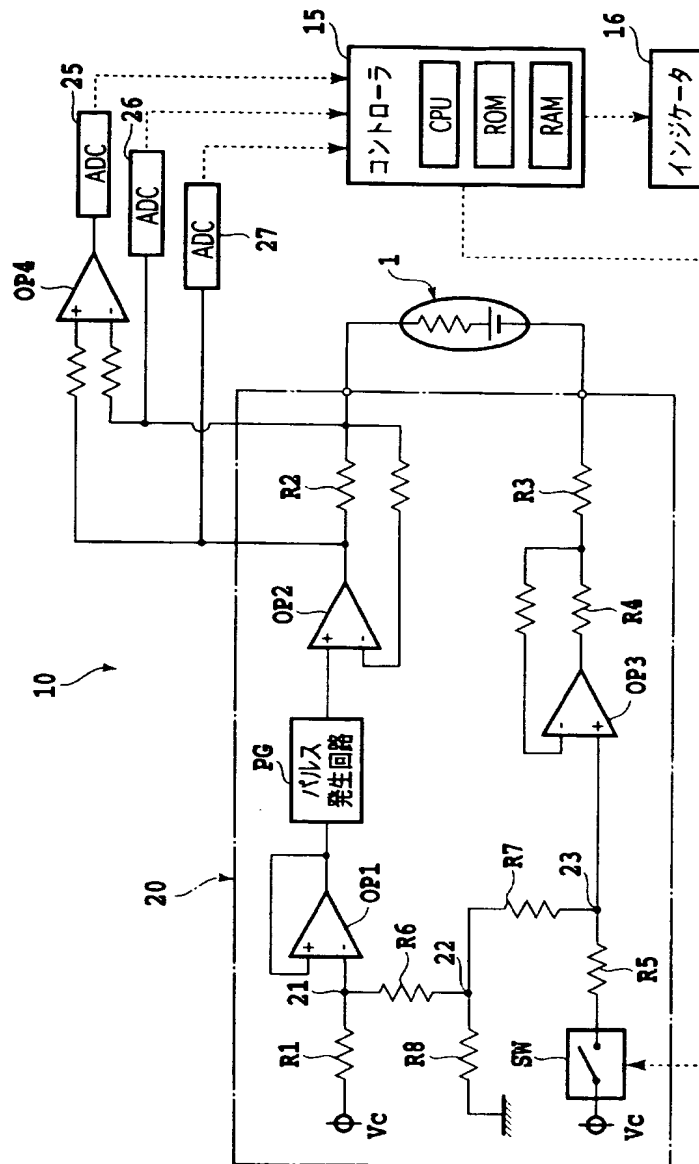 10
20
21
22
23
Vc
R1
R8
R6
R7
Vc
SW
R5
OP1
PG
パルス
発生回路
OP2
+
-
R2
OP3
-
+
R4
R3
1
OP4
+
-
ADC
25
ADC
26
ADC
27
15
コントローラ
CPU
ROM
RAM
16
インジケータ
+
-